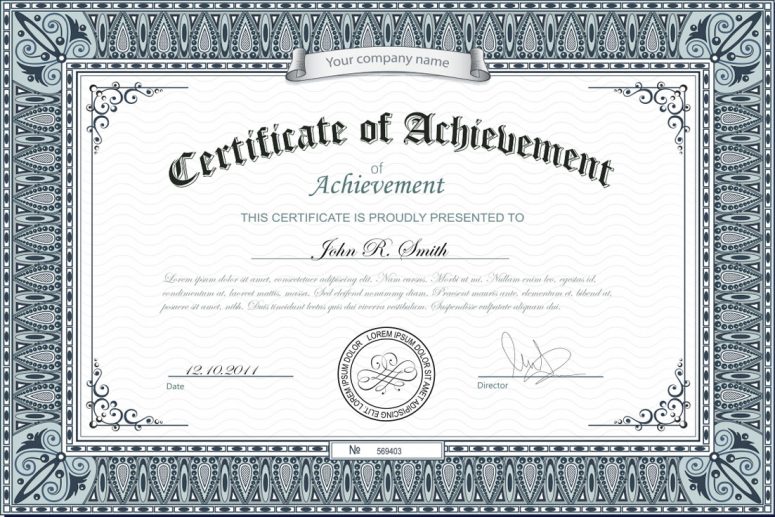 Your company name
Certificate of Achievement
of
Achievement
THIS CERTIFICATE IS PROUDLY PRESENTED TO
John R. Smith
Lorem ipsum dolor sit amet, consectetuer adipiscing elit. Nam cursus. Morbi ut mi. Nullam enim leo, egestas id,
condimentum at, laoreet mattis, massa. Sed eleifend nonummy diam. Praesent mauris ante, elementum et, bibend at,
posuere sit amet, nibh. Duis tincidunt lectus quis dui viverra vestibulum. Suspendisse vulputate aliquam dui.
LOREM IPSUM DOLOR SIT AMET ADIPISCING ELIT LOREM IPSUM DOLOR
12.10.2011
Date
Director
№ 569403